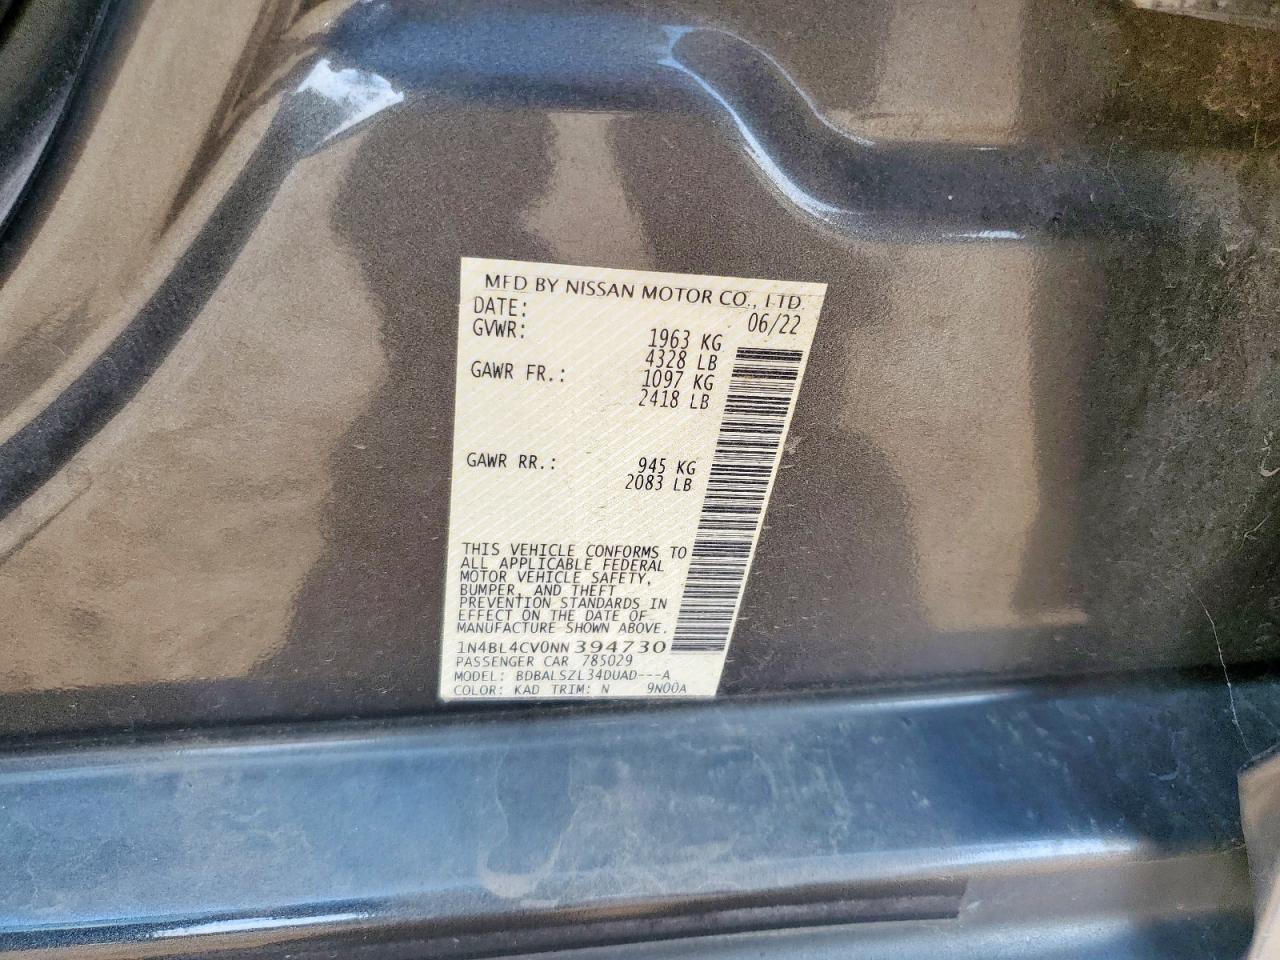 MFD BY NISSAN MOTOR CO., LTD.
DATE: 06/22
GVWR: 1963 KG
4328 LB
GAWR FR.: 1097 KG
2418 LB
GAWR RR.: 945 KG
2083 LB
THIS VEHICLE CONFORMS TO
ALL APPLICABLE FEDERAL
MOTOR VEHICLE SAFETY,
BUMPER, AND THEFT
PREVENTION STANDARDS IN
EFFECT ON THE DATE OF
MANUFACTURE SHOWN ABOVE.
1N4BL4CV0NN394730
PASSENGER CAR 785029
MODEL: BDBALSZL34DUAD---A
COLOR: KAD TRIM: N 9N00A